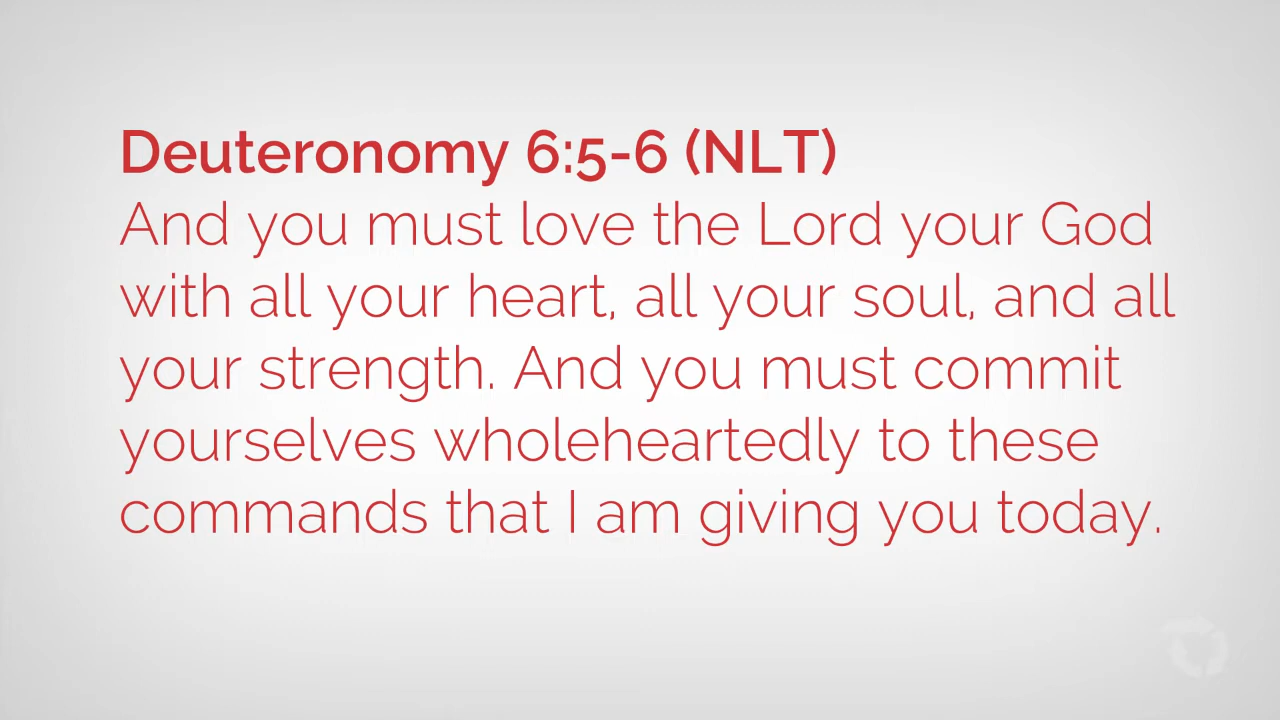 Deuteronomy 6:5-6 (NLT)
And you must love the Lord your God
with all your heart, all your soul, and all
your strength. And you must commit
yourselves wholeheartedly to these
commands that I am giving you today.